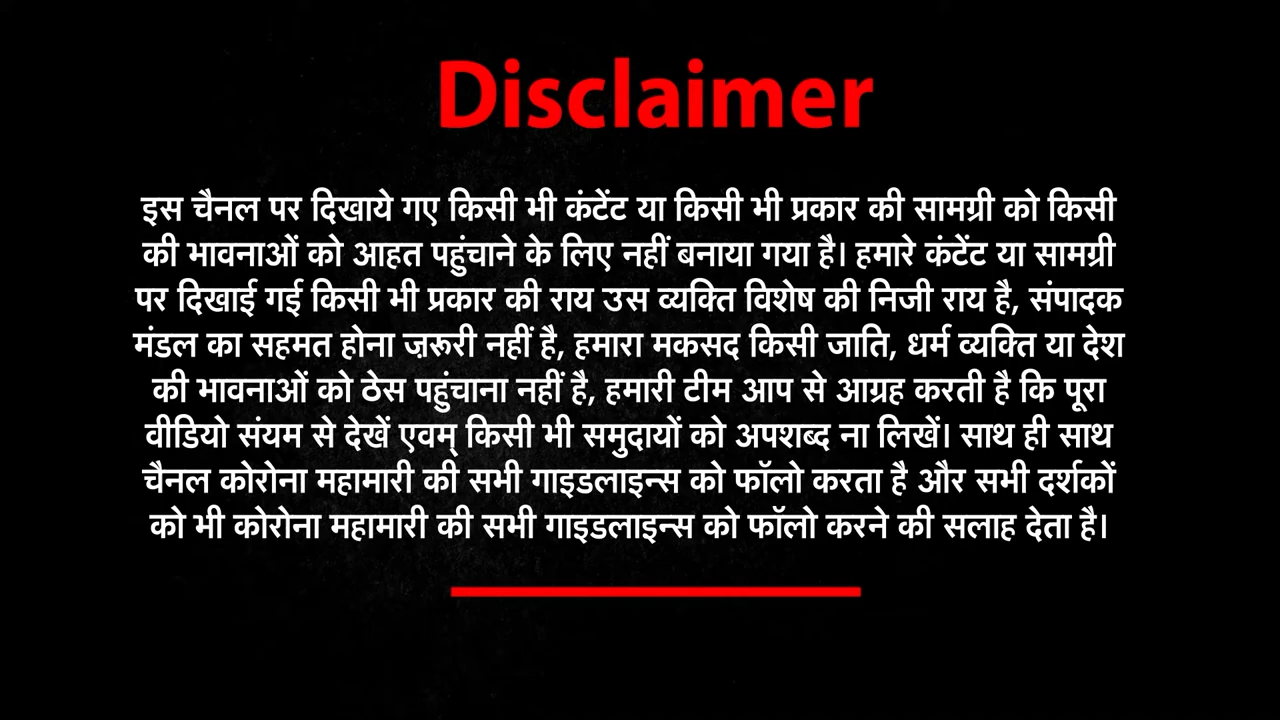 Disclaimer
इस चैनल पर दिखाये गए किसी भी कंटेंट या किसी भी प्रकार की सामग्री को किसी
की भावनाओं को आहत पहुंचाने के लिए नहीं बनाया गया है। हमारे कंटेंट या सामग्री
पर दिखाई गई किसी भी प्रकार की राय उस व्यक्ति विशेष की निजी राय है, संपादक
मंडल का सहमत होना ज़रूरी नहीं है, हमारा मकसद किसी जाति, धर्म व्यक्ति या देश
की भावनाओं को ठेस पहुंचाना नहीं है, हमारी टीम आप से आग्रह करती है कि पूरा
वीडियो संयम से देखें एवम् किसी भी समुदायों को अपशब्द ना लिखें। साथ ही साथ
चैनल कोरोना महामारी की सभी गाइडलाइन्स को फॉलो करता है और सभी दर्शकों
को भी कोरोना महामारी की सभी गाइडलाइन्स को फॉलो करने की सलाह देता है।